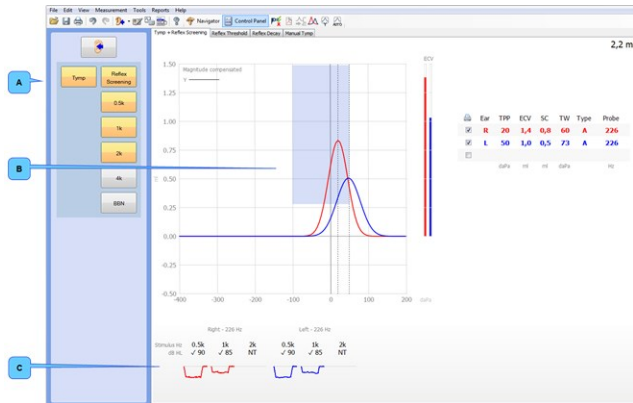 File Edit View Measurement Tools Reports Help
Navigator Control Panel
Tymp + Reflex Screening Reflex Threshold Reflex Decay Manual Tymp
2,2 m
A
Tymp Reflex Screening
0.5k
1k
2k
4k
BBN
B
C
1.50
Magnitude compensated
Y
1.25
1.00
0.75
0.50
0.25
0.00
-0.25
-0.50
-400 -300 -200 -100 0 100 200
daPa
ECV
Ear TPP ECV SC TW Type Probe
R 20 1,4 0,8 60 A 226
L 50 1,0 0,5 73 A 226
daPa ml ml daPa Hz
Right - 226 Hz Left - 226 Hz
Stimulus Hz 0.5k 1k 2k 0.5k 1k 2k
dB HL ✓ 90 ✓ 85 NT ✓ 90 ✓ 85 NT